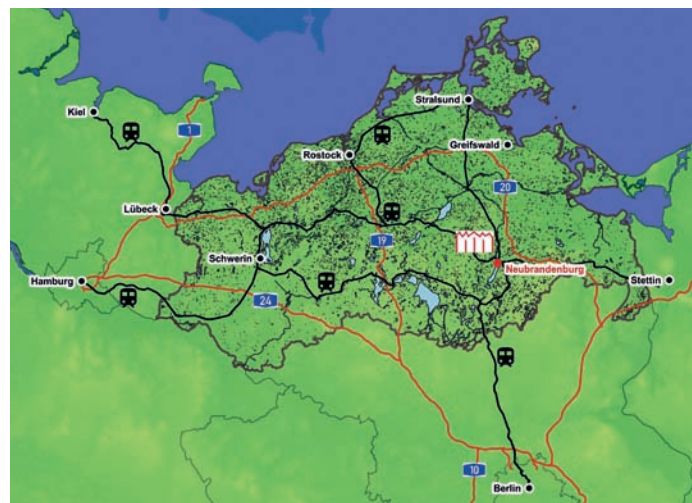 Stralsund
Kiel
1
Greifswald
Rostock
20
Lübeck
19
Schwerin
Neubrandenburg
Hamburg
24
Stettin
10
Berlin